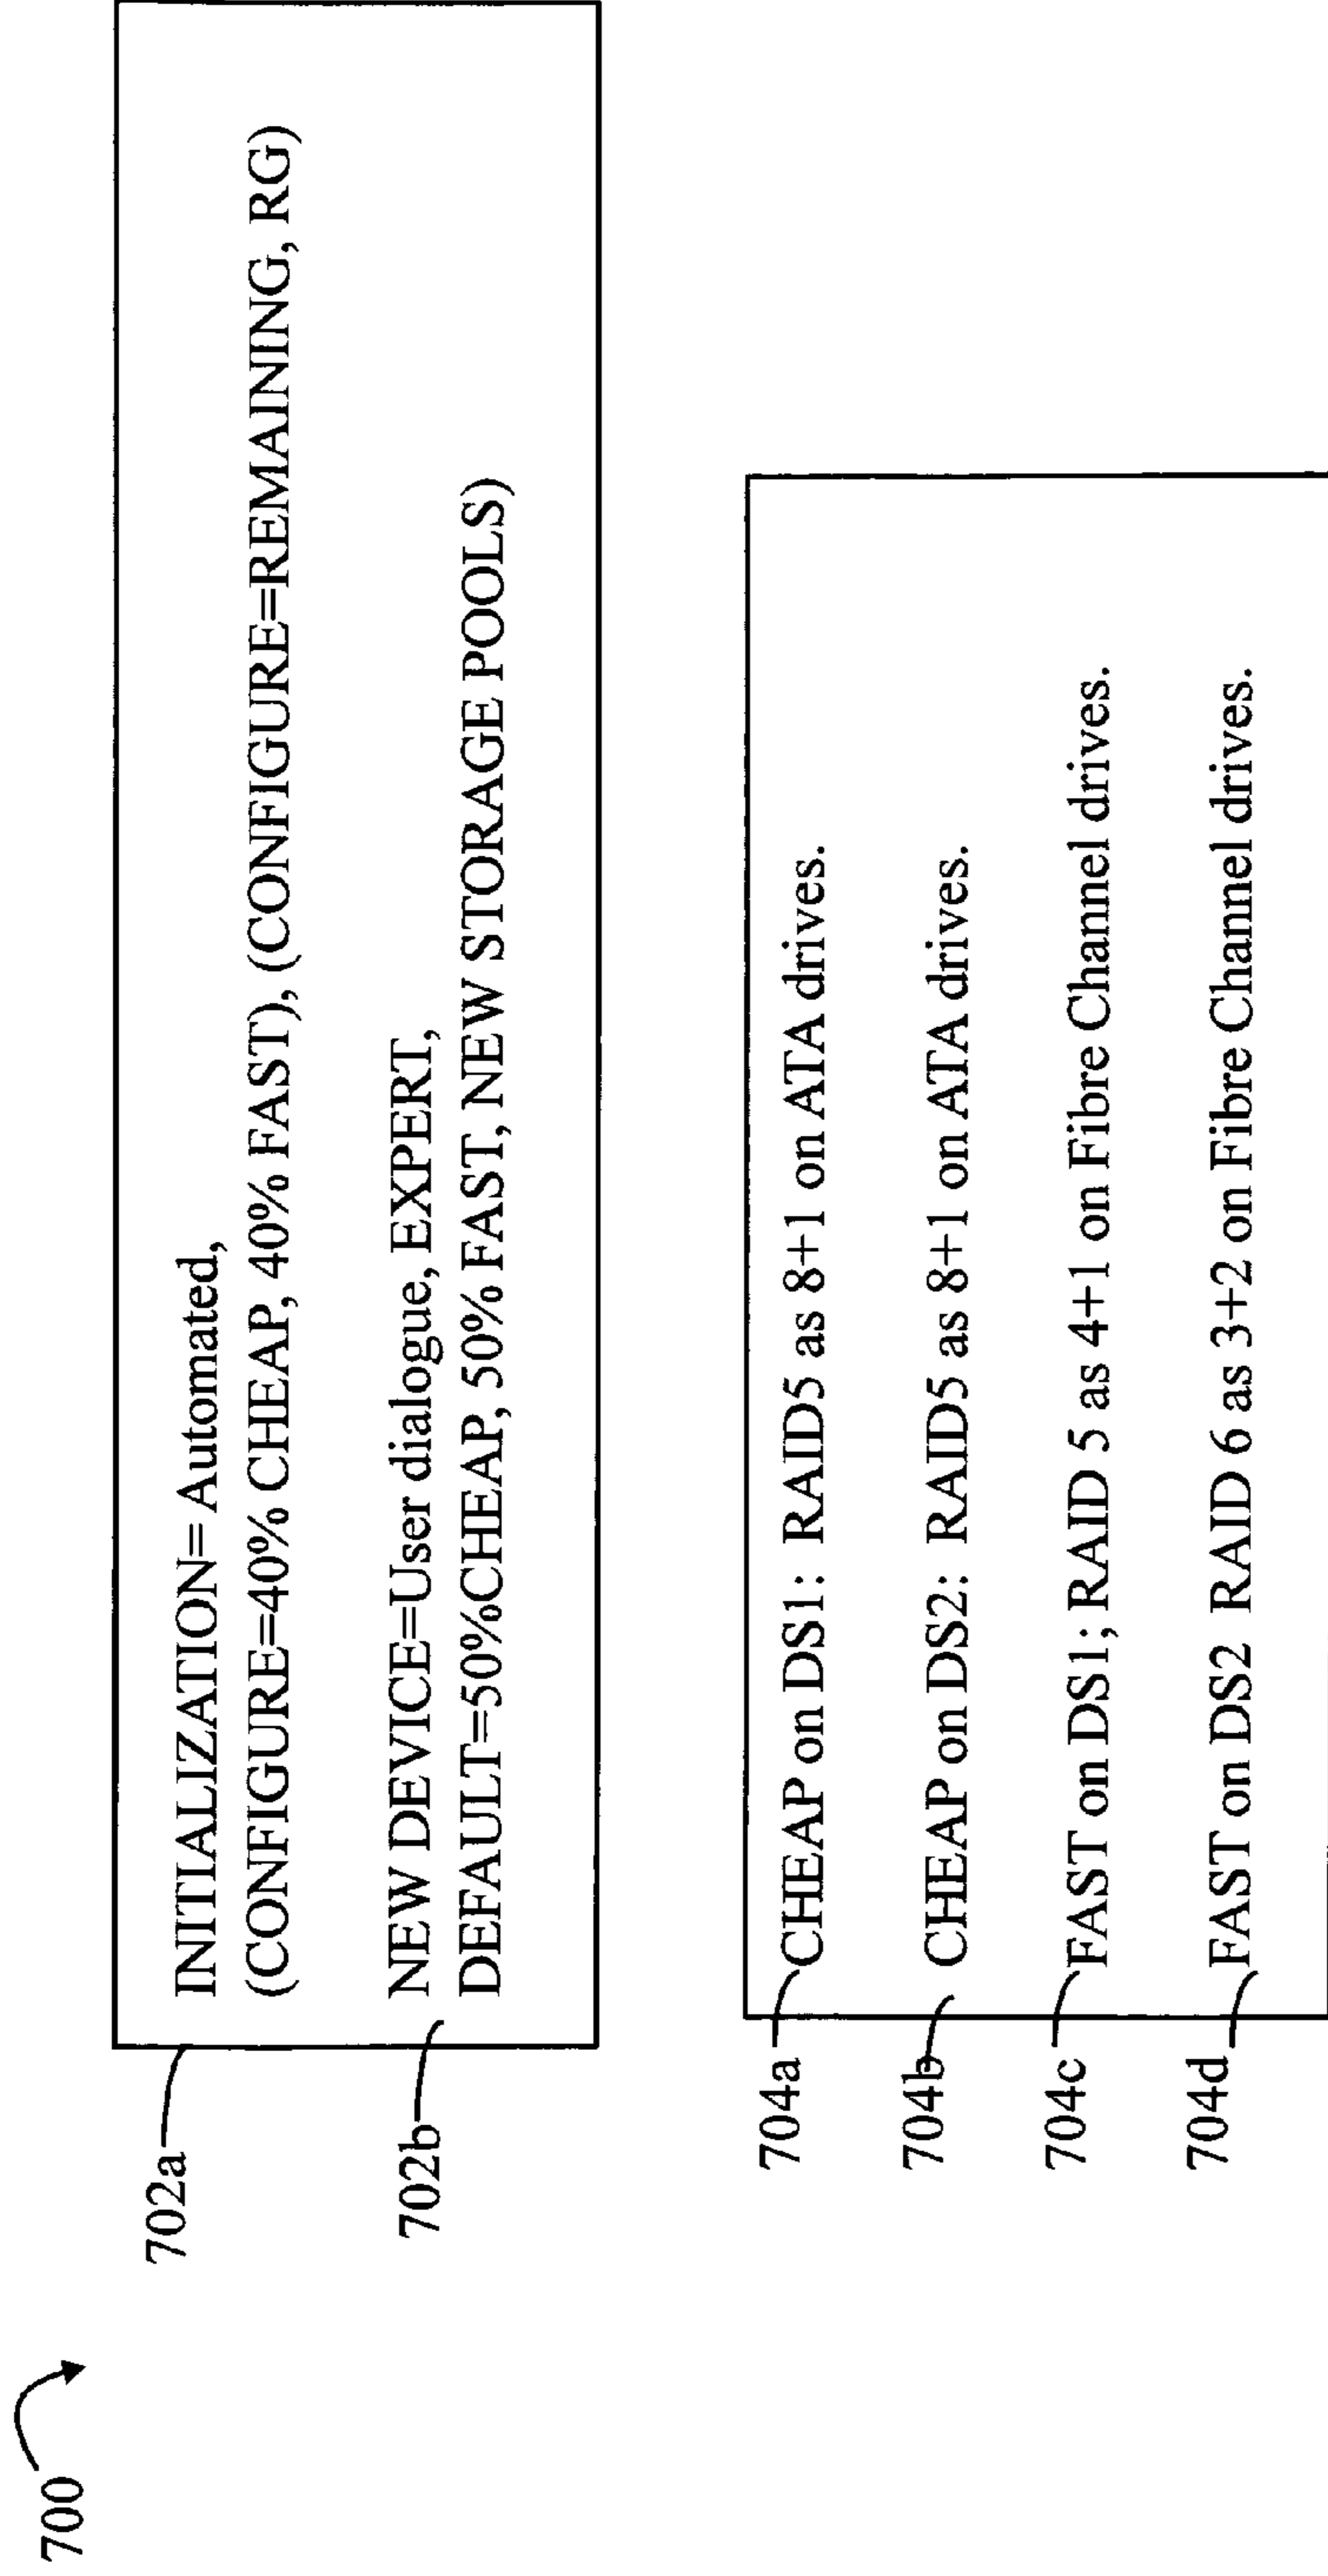 700
702a
INITIALIZATION= Automated,
(CONFIGURE=40% CHEAP, 40% FAST), (CONFIGURE=REMAINING, RG)
702b
NEW DEVICE=User dialogue, EXPERT,
DEFAULT=50%CHEAP, 50% FAST, NEW STORAGE POOLS)
704a
CHEAP on DS1: RAID5 as 8+1 on ATA drives.
704b
CHEAP on DS2: RAID5 as 8+1 on ATA drives.
704c
FAST on DS1; RAID 5 as 4+1 on Fibre Channel drives.
704d
FAST on DS2 RAID 6 as 3+2 on Fibre Channel drives.